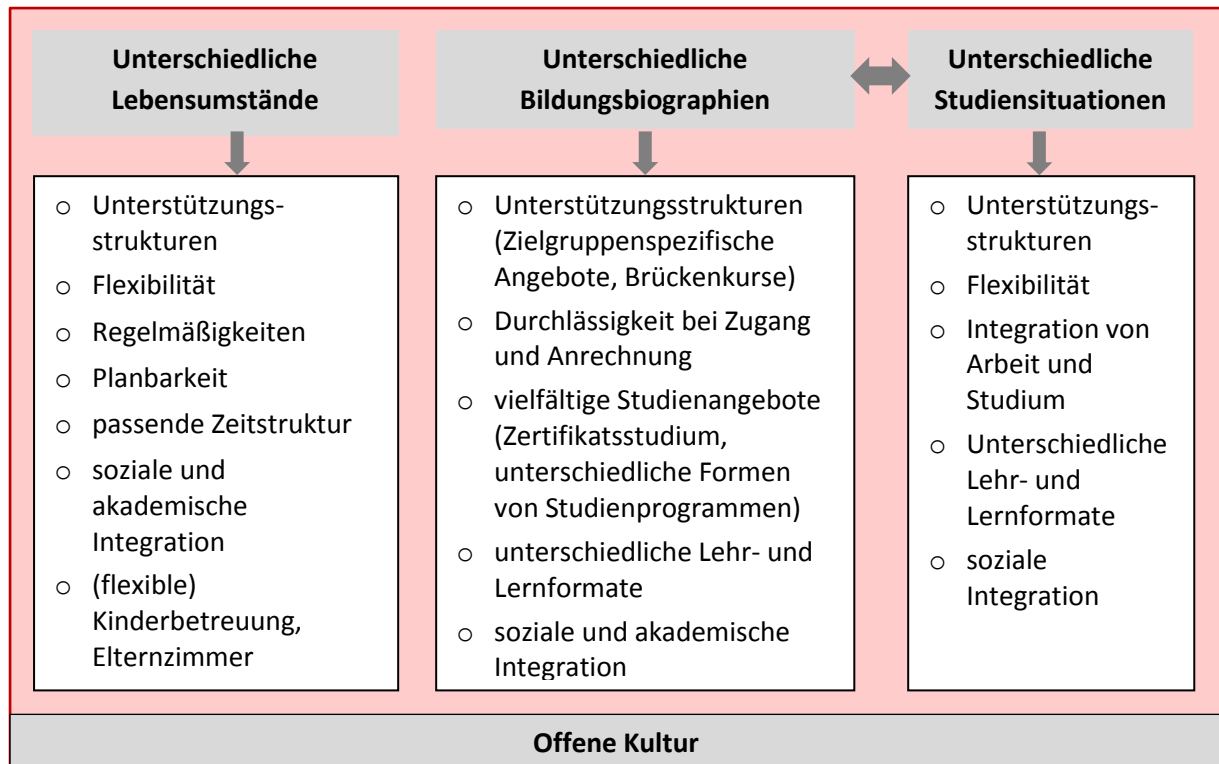 Unterschiedliche
Lebensumstände
Unterschiedliche
Bildungsbiographien
Unterschiedliche
Studiensituationen
o Unterstützungs-
strukturen
o Flexibilität
o Regelmäßigkeiten
o Planbarkeit
o passende Zeitstruktur
o soziale und
akademische
Integration
o (flexible)
Kinderbetreuung,
Elternzimmer
o Unterstützungsstrukturen
(Zielgruppenspezifische
Angebote, Brückenkurse)
o Durchlässigkeit bei Zugang
und Anrechnung
o vielfältige Studienangebote
(Zertifikatsstudium,
unterschiedliche Formen
von Studienprogrammen)
o unterschiedliche Lehr- und
Lernformate
o soziale und akademische
Integration
o Unterstützungs-
strukturen
o Flexibilität
o Integration von
Arbeit und
Studium
o Unterschiedliche
Lehr- und
Lernformate
o soziale
Integration
Offene Kultur